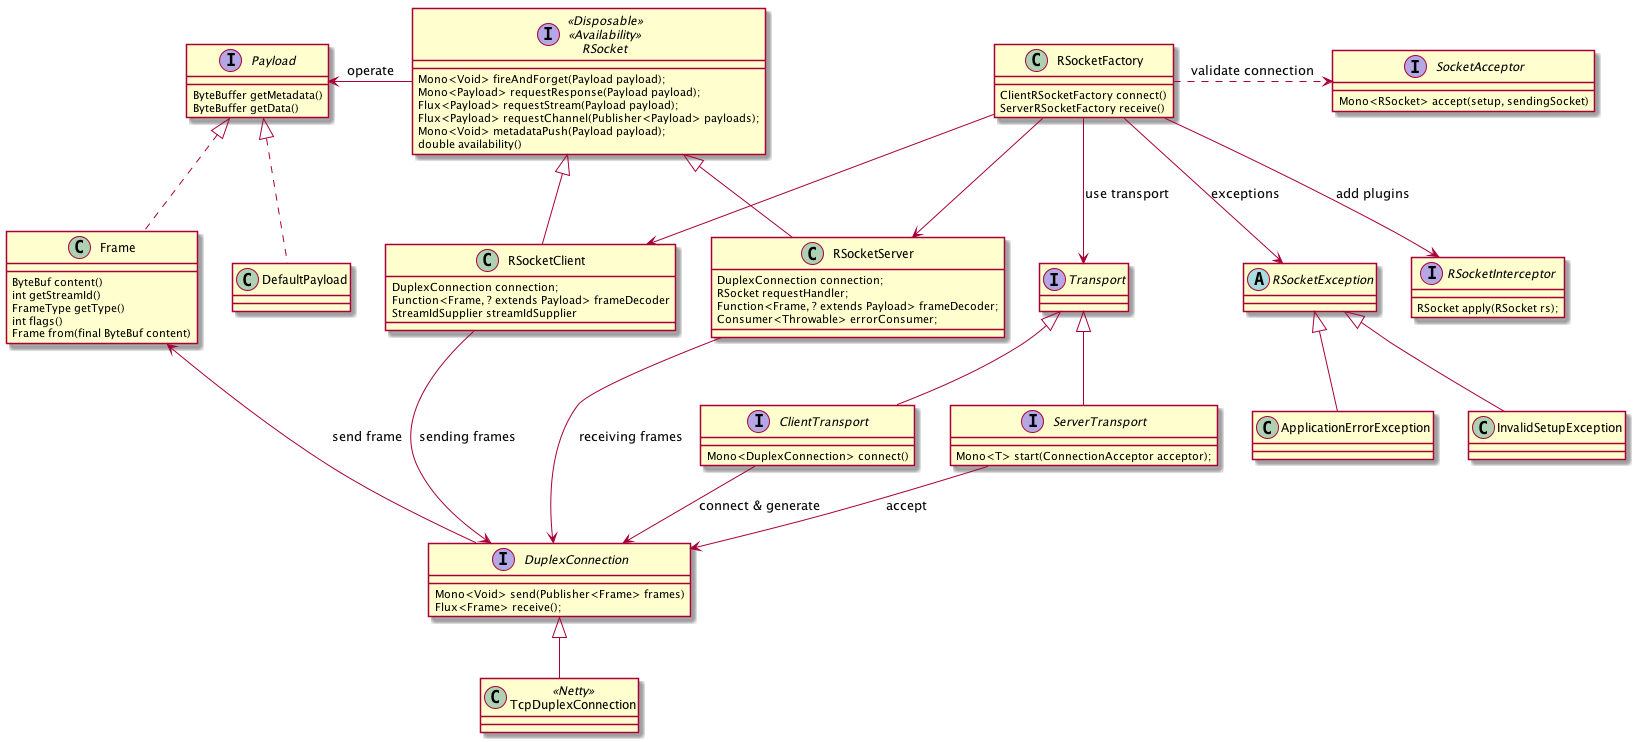 «Disposable»
«Availability»
I RSocket
Mono<Void> fireAndForget(Payload payload);
Mono<Payload> requestResponse(Payload payload);
Flux<Payload> requestStream(Payload payload);
Flux<Payload> requestChannel(Publisher<Payload> payloads);
Mono<Void> metadataPush(Payload payload);
double availability()
I Payload
ByteBuffer getMetadata()
ByteBuffer getData()
operate
C RSocketFactory
ClientRSocketFactory connect()
ServerRSocketFactory receive()
validate connection
I SocketAcceptor
Mono<RSocket> accept(setup, sendingSocket)
use transport
exceptions
add plugins
C Frame
ByteBuf content()
int getStreamId()
FrameType getType()
int flags()
Frame from(final ByteBuf content)
C DefaultPayload
C RSocketClient
DuplexConnection connection;
Function<Frame, ? extends Payload> frameDecoder
StreamIdSupplier streamIdSupplier
C RSocketServer
DuplexConnection connection;
RSocket requestHandler;
Function<Frame, ? extends Payload> frameDecoder;
Consumer<Throwable> errorConsumer;
I Transport
A RSocketException
I RSocketInterceptor
RSocket apply(RSocket rs);
send frame
sending frames
receiving frames
I ClientTransport
Mono<DuplexConnection> connect()
I ServerTransport
Mono<T> start(ConnectionAcceptor acceptor);
C ApplicationErrorException
C InvalidSetupException
connect & generate
accept
I DuplexConnection
Mono<Void> send(Publisher<Frame> frames)
Flux<Frame> receive();
«Netty»
C TcpDuplexConnection